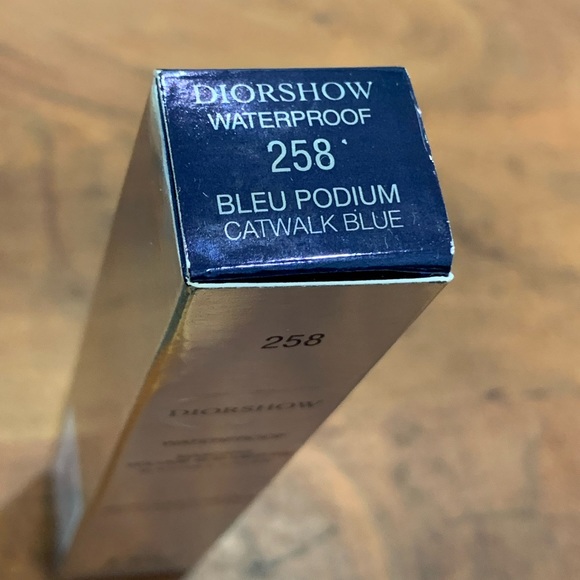 DIORSHOW
WATERPROOF
258
BLEU PODIUM
CATWALK BLUE
258
DIORSHOW
WATERPROOF